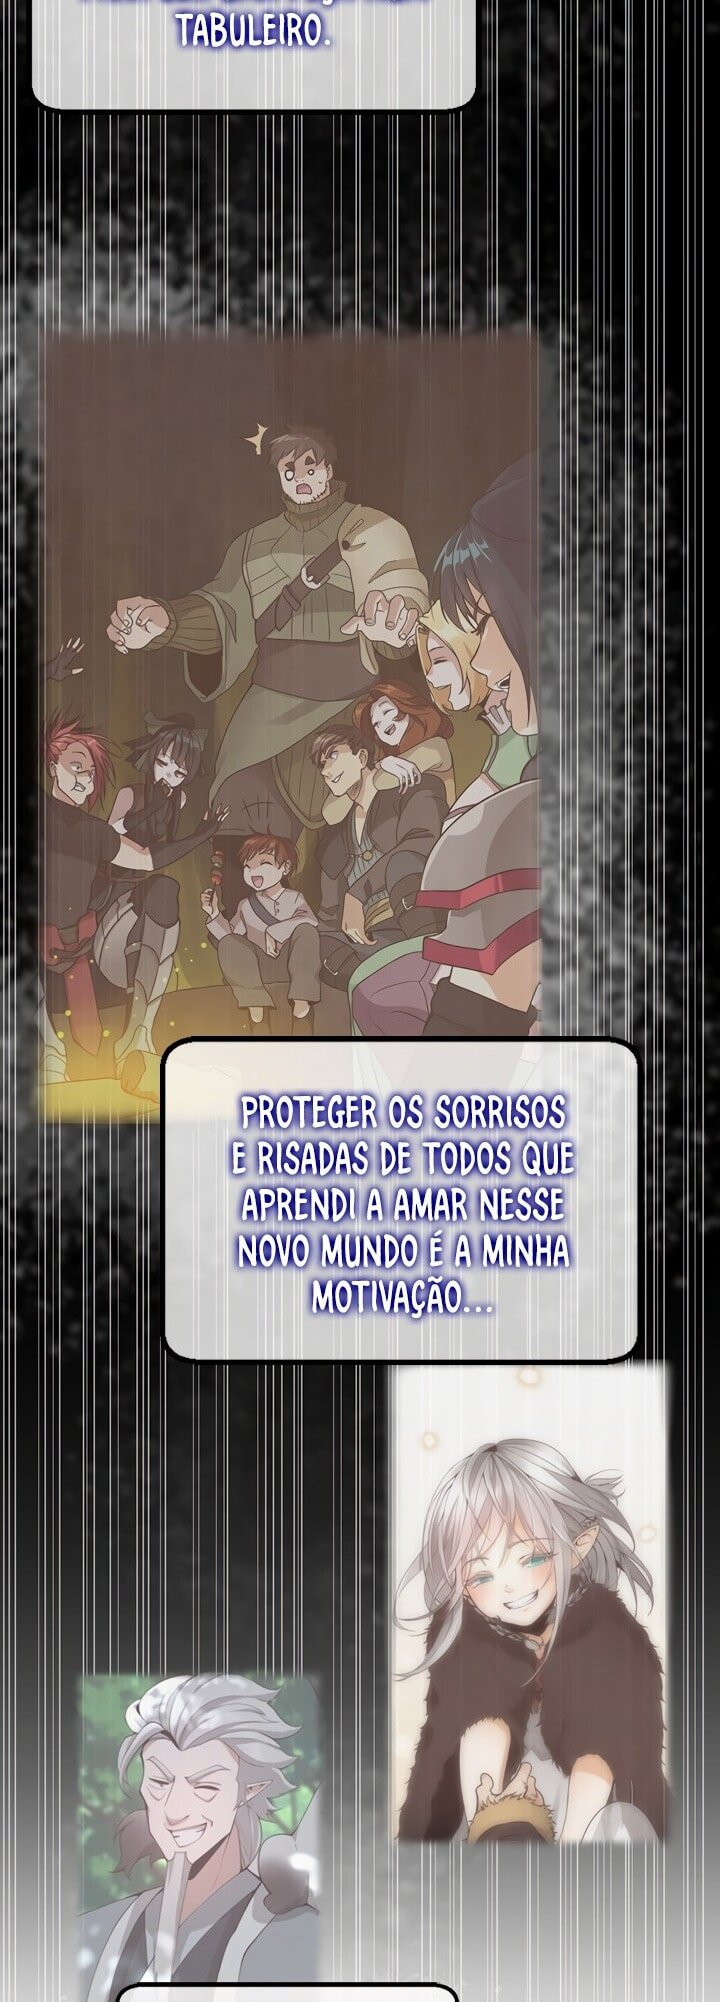 TABULEIRO.
PROTEGER OS SORRISOS
E RISADAS DE TODOS QUE
APRENDI A AMAR NESSE
NOVO MUNDO É A MINHA
MOTIVAÇÃO...